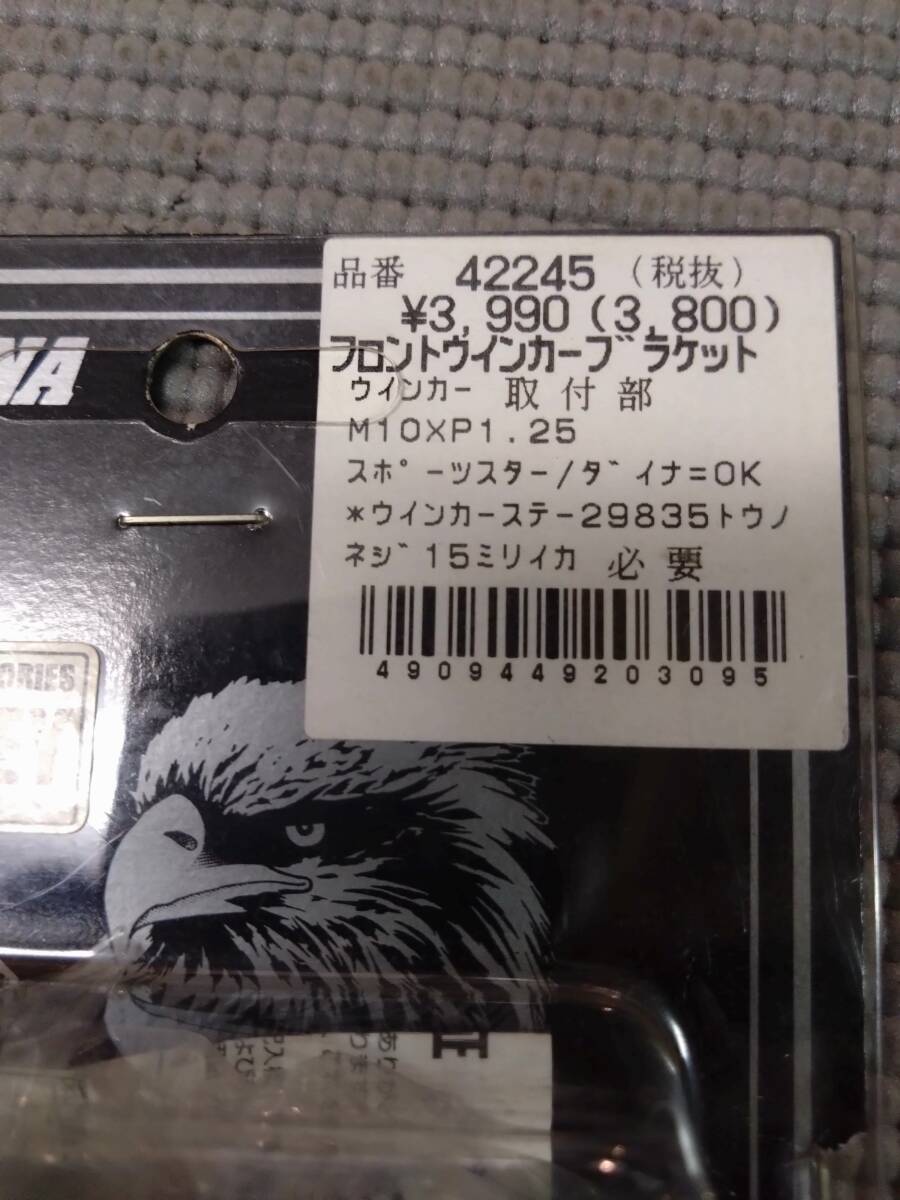 品番 42245 (税抜)
¥3,990(3,800)
フロントウインカーブラケット
ウインカー 取付部
M10XP1.25
スポーツスター/ダイナ=OK
*ウインカーステー29835トウノ
ネジ15ミリイカ 必要
4909449203095
NA
ORIES
証